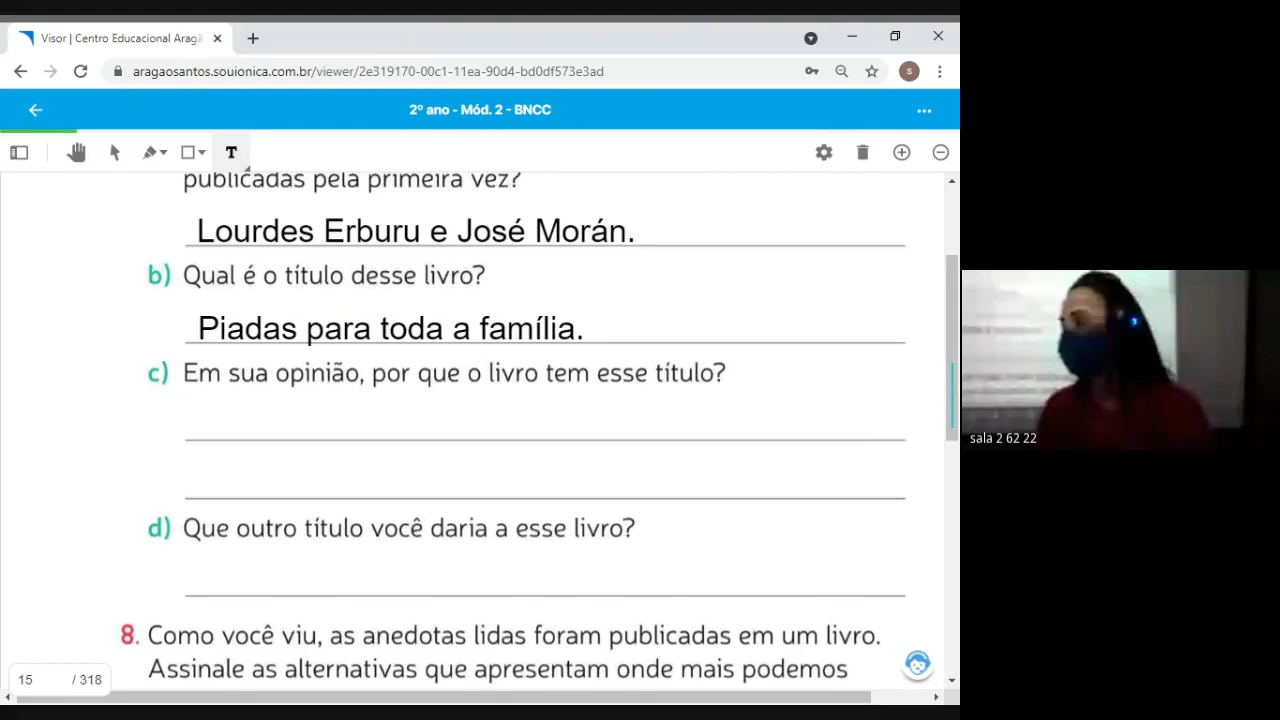 Visor | Centro Educacional Aragã
aragaosantos.souionica.com.br/viewer/2e319170-00c1-11ea-90d4-bd0df573e3ad
S
2º ano - Mód. 2 - BNCC
T
publicadas pela primeira vez?
Lourdes Erburu e José Morán.
b) Qual é o título desse livro?
Piadas para toda a família.
c) Em sua opinião, por que o livro tem esse título?
d) Que outro título você daria a esse livro?
8. Como você viu, as anedotas lidas foram publicadas em um livro.
Assinale as alternativas que apresentam onde mais podemos
15 / 318
sala 2 62 22